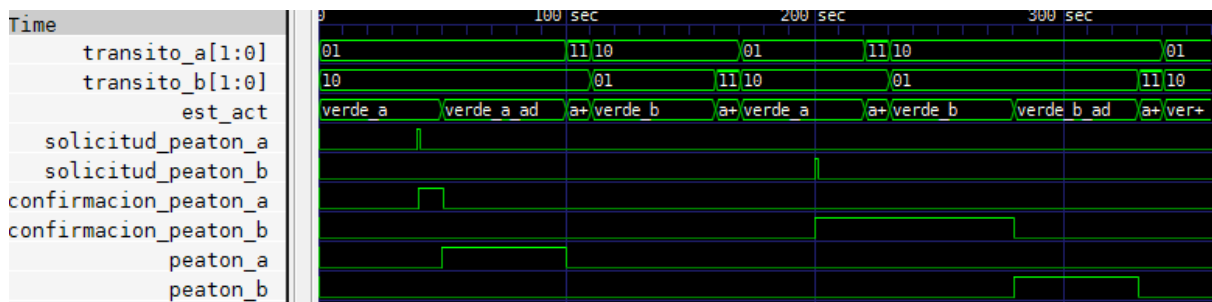 Time 0 100 sec 200 sec 300 sec
transito_a[1:0] 01 11 10 01 11 10 01
transito_b[1:0] 10 01 11 10 01 11 10
est_act verde_a verde_a_ad a+ verde_b a+ verde_a a+ verde_b verde_b_ad a+ ver+
solicitud_peaton_a
solicitud_peaton_b
confirmacion_peaton_a
confirmacion_peaton_b
peaton_a
peaton_b